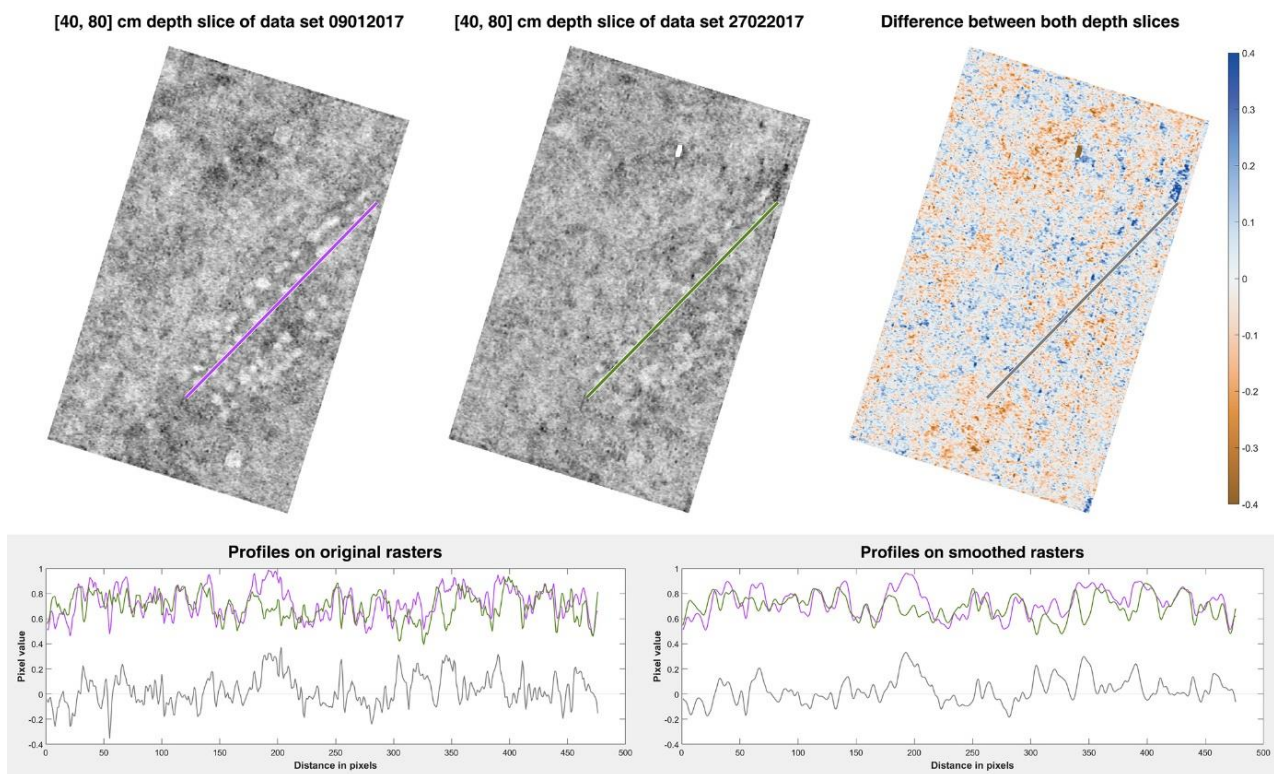 [40, 80] cm depth slice of data set 09012017
[40, 80] cm depth slice of data set 27022017
Difference between both depth slices
0.4
0.3
0.2
0.1
0
-0.1
-0.2
-0.3
-0.4
Profiles on original rasters
Pixel value
1
0.8
0.6
0.4
0.2
0
-0.2
-0.4
0 50 100 150 200 250 300 350 400 450 500
Distance in pixels
Profiles on smoothed rasters
Pixel value
1
0.8
0.6
0.4
0.2
0
-0.2
-0.4
0 50 100 150 200 250 300 350 400 450 500
Distance in pixels